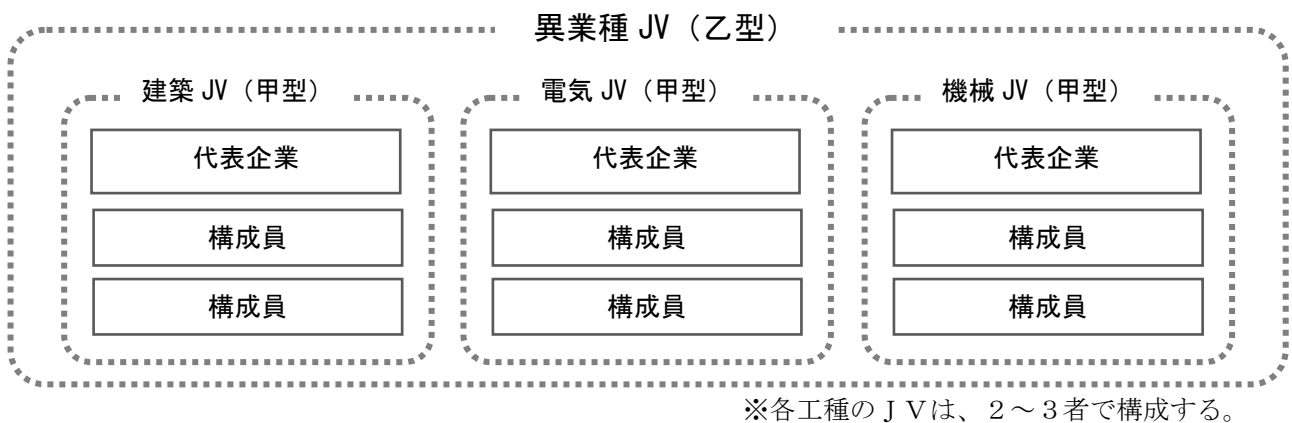 異業種 JV（乙型）
建築 JV（甲型） 電気 JV（甲型） 機械 JV（甲型）
代表企業 代表企業 代表企業
構成員 構成員 構成員
構成員 構成員 構成員
※各工種のＪＶは、２～３者で構成する。